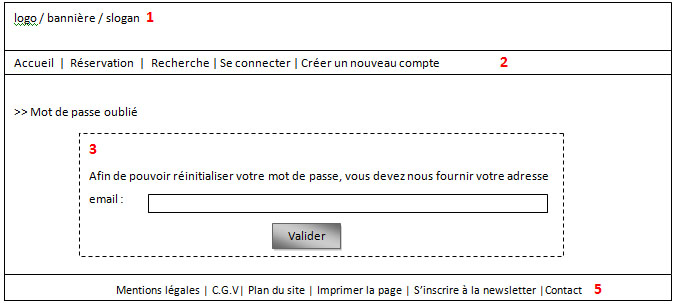 logo / bannière / slogan 1
Accueil | Réservation | Recherche | Se connecter | Créer un nouveau compte 2
>> Mot de passe oublié
3
Afin de pouvoir réinitialiser votre mot de passe, vous devez nous fournir votre adresse
email :
Valider
Mentions légales | C.G.V | Plan du site | Imprimer la page | S'inscrire à la newsletter | Contact 5